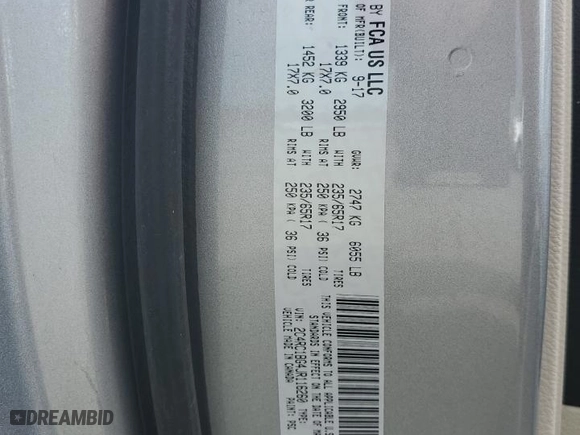 BY FCA US LLC
OF MFR(BUILT): 9-17 GVWR: 2747 KG 6055 LB
FRONT: 1339 KG 2950 LB WITH 235/65R17 TIRES
17X7.0 RIMS AT 250 KPA ( 36 PSI) COLD
REAR: 1452 KG 3200 LB WITH 235/65R17 TIRES
17X7.0 RIMS AT 250 KPA ( 36 PSI) COLD
THIS VEHICLE CONFORMS TO ALL APPLICABLE U.S
STANDARDS IN EFFECT ON THE DATE OF
2C4RC1BG4JR116260 TYPE:
VEHICLE MADE IN CANADA PAINT: PSC
DREAMBID